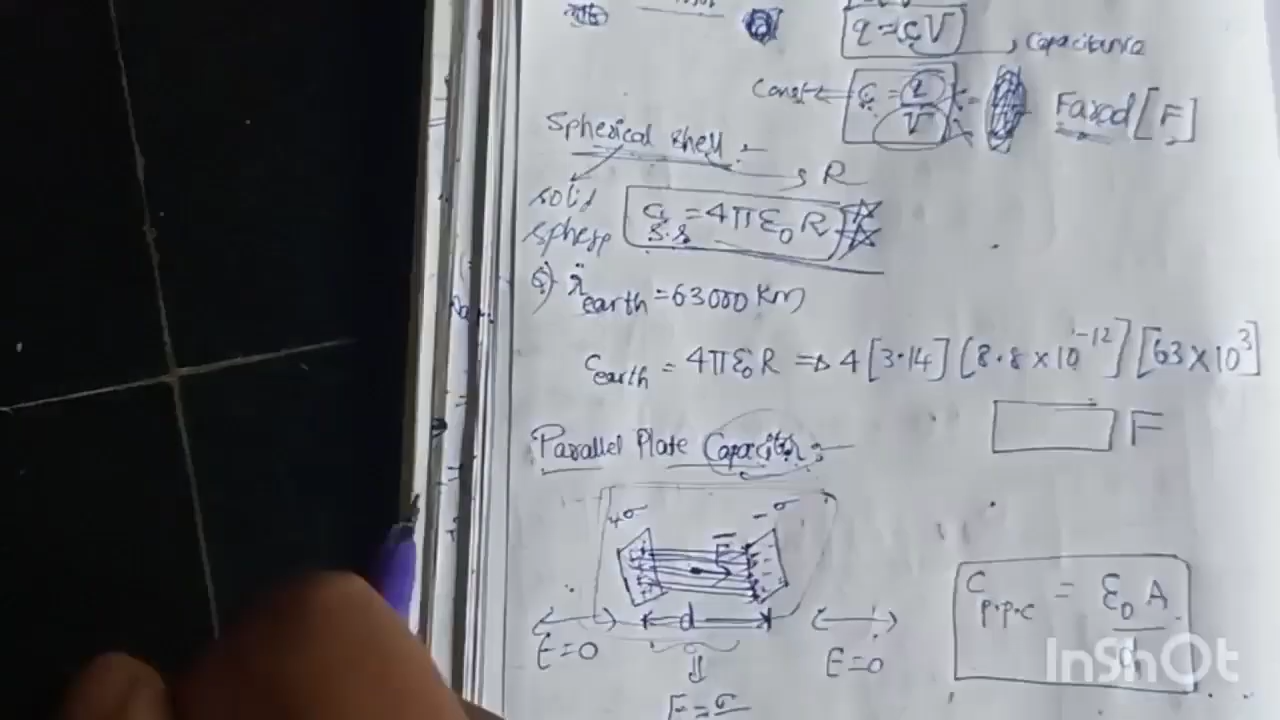 q = CV
Capacitance
Const C = q/V = Farad [F]
Spherical shell :-
R
solid
sphere
C s.s = 4πε₀R
Q) r earth = 63000 Km
C earth = 4πε₀R ⇒ 4 [3.14] [8.8 × 10⁻¹²] [63 × 10³]
F
Parallel Plate Capacitor :-
+σ -σ
E
d
E=0 E=0
C p.p.c = ε₀A/d
E = σ
InShOt